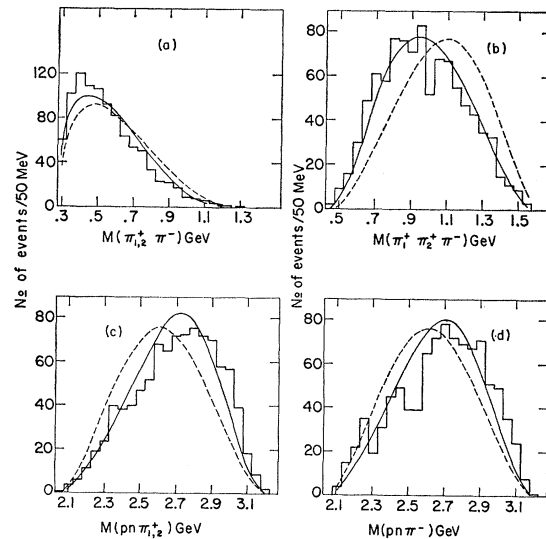 (a)
120
80
40
0
.3 .5 .7 .9 1.1 1.3
M(π⁺₁,₂ π⁻) GeV
(b)
80
60
40
20
0
.5 .7 .9 1.1 1.3 1.5
M(π₁⁺ π₂⁺ π⁻) GeV
No of events/50 MeV
No of events/50 MeV
(c)
80
60
40
20
0
2.1 2.3 2.5 2.7 2.9 3.1
M(pnπ⁺₁,₂) GeV
(d)
80
60
40
20
0
2.1 2.3 2.5 2.7 2.9 3.1
M(pnπ⁻) GeV